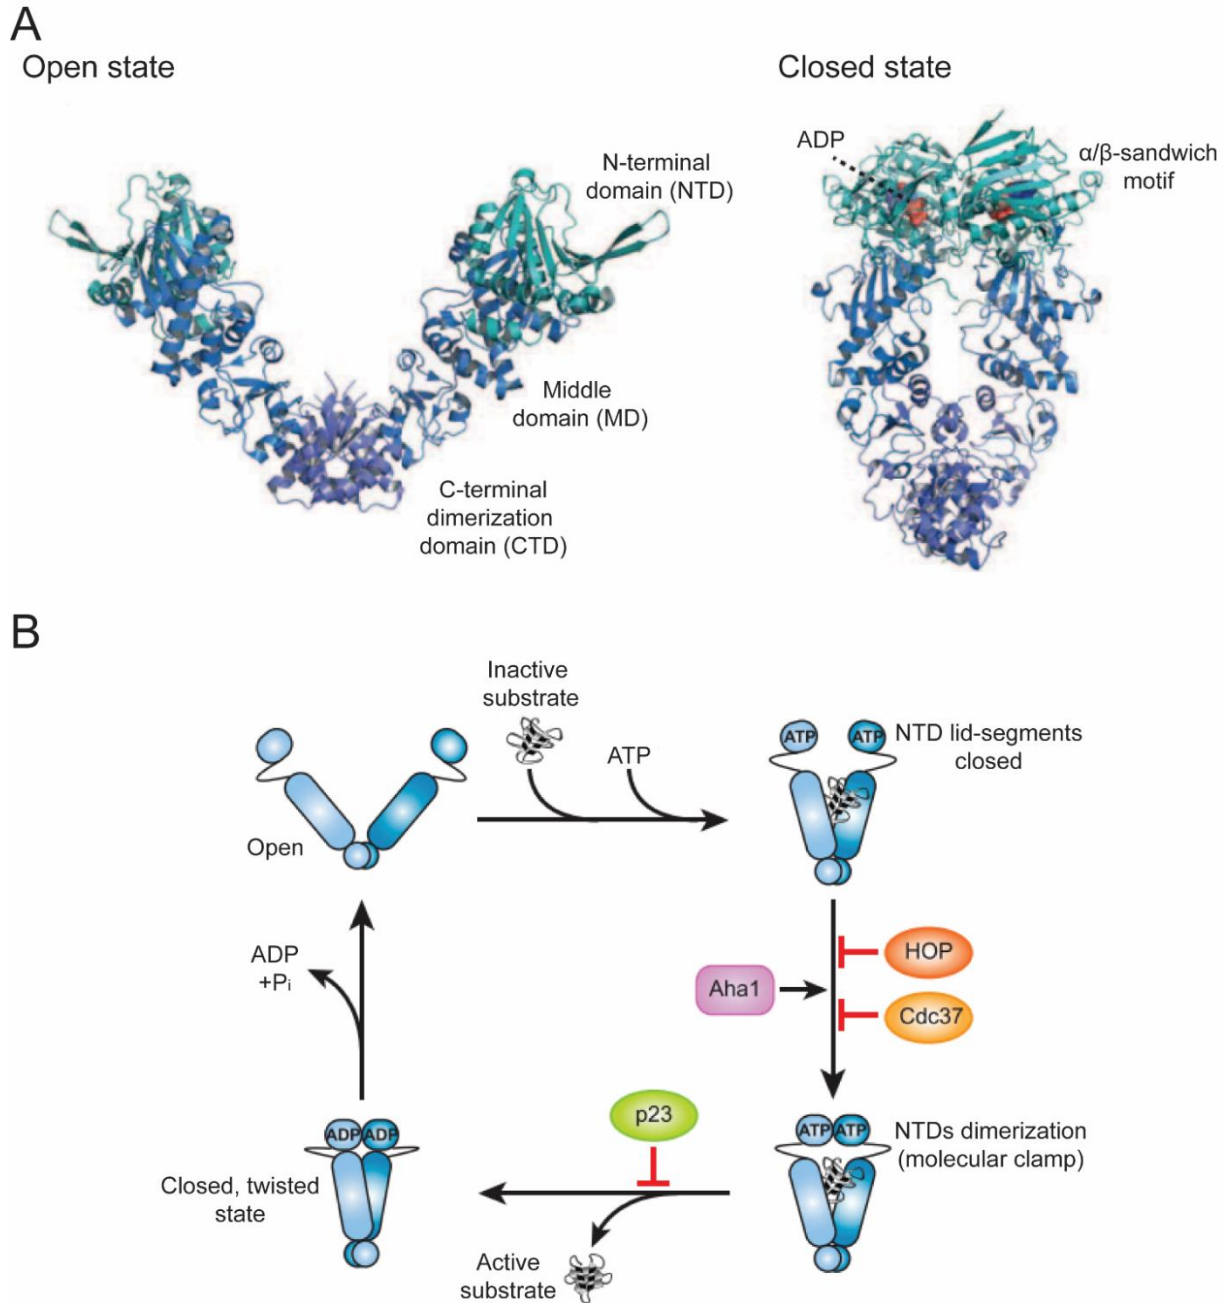 A
Open state
Closed state
ADP
α/β-sandwich
motif
N-terminal
domain (NTD)
Middle
domain (MD)
C-terminal
dimerization
domain (CTD)
B
Inactive
substrate
ATP
ATP ATP
NTD lid-segments
closed
Open
HOP
Aha1
Cdc37
ADP
+Pi
p23
ADP ADP
ATP ATP
NTDs dimerization
(molecular clamp)
Closed, twisted
state
Active
substrate